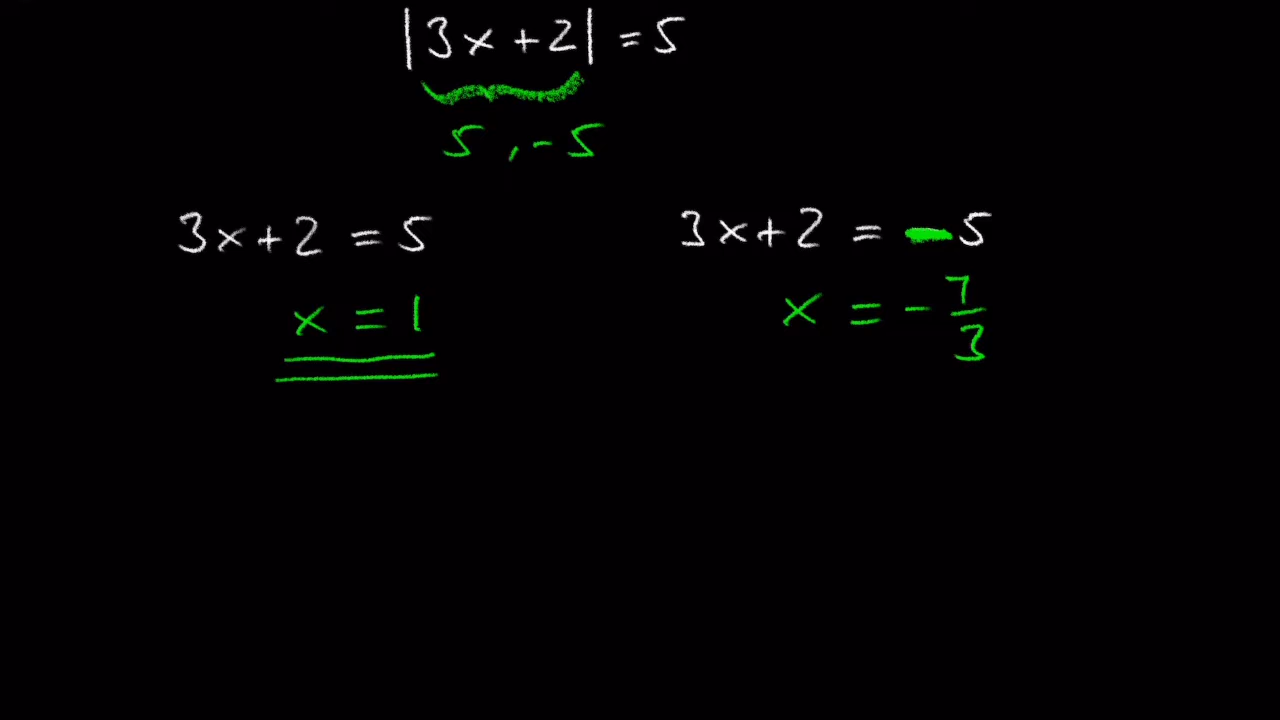 |3x+2| = 5
5, -5
3x+2 = 5
x = 1
3x+2 = -5
x = -7/3